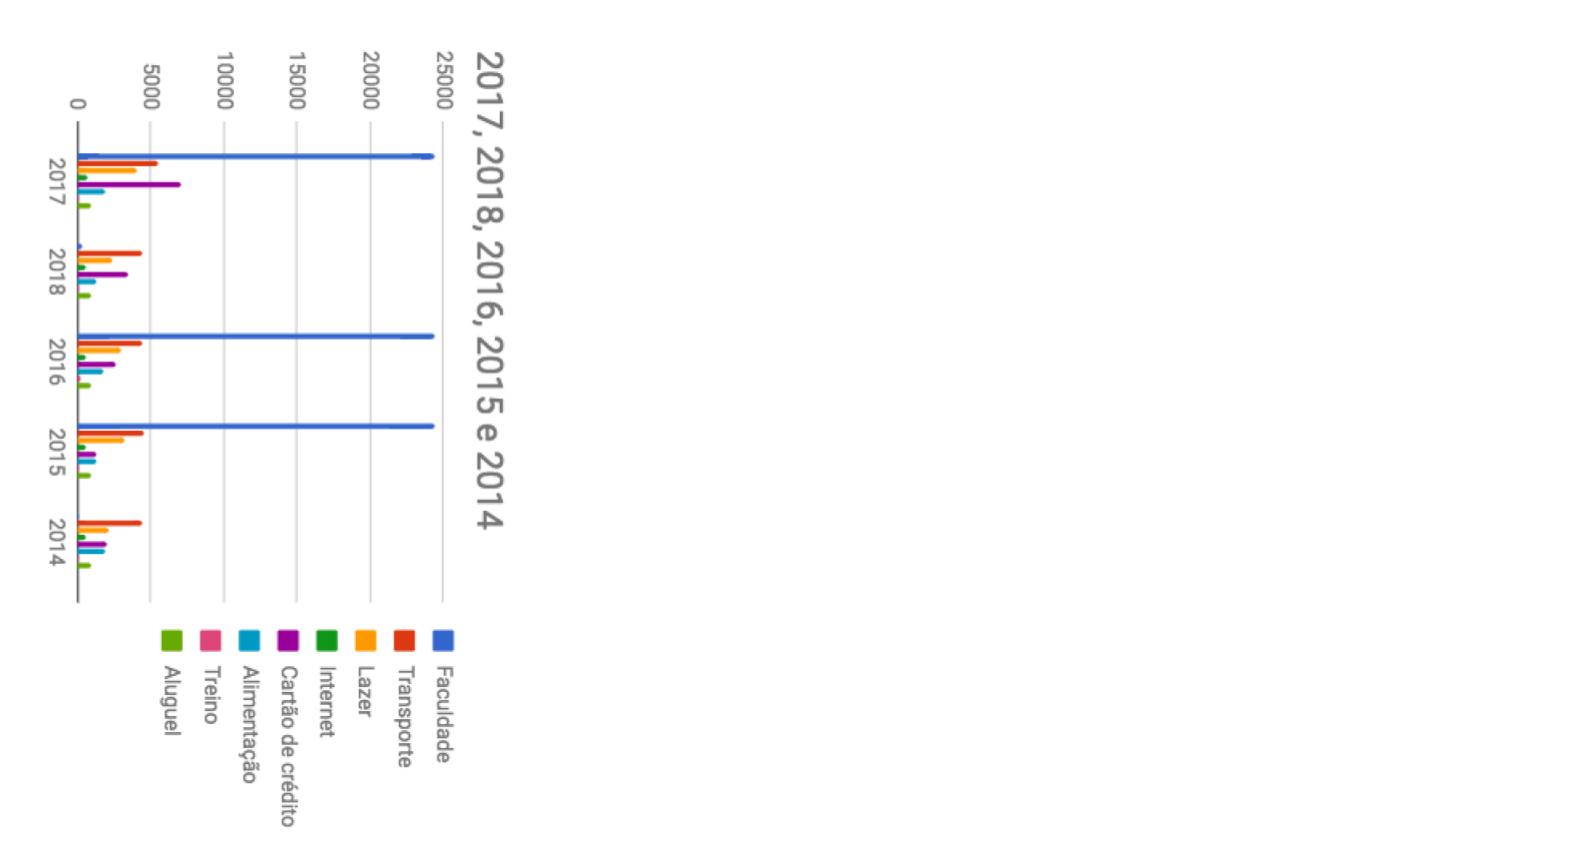 2017, 2018, 2016, 2015 e 2014
25000
20000
15000
10000
5000
0
2017
2018
2016
2015
2014
Faculdade
Transporte
Lazer
Internet
Cartão de crédito
Alimentação
Treino
Aluguel